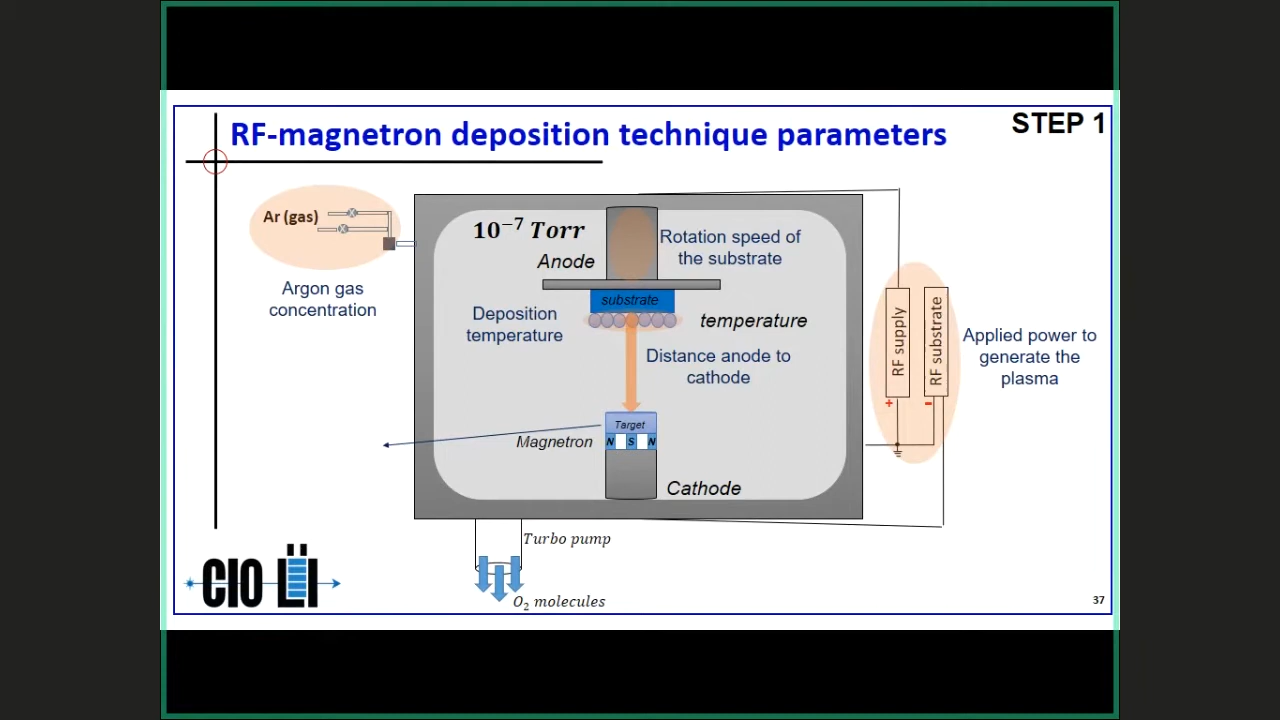 RF-magnetron deposition technique parameters
STEP 1
Ar (gas)
Argon gas
concentration
10⁻⁷ Torr
Anode
Rotation speed of
the substrate
substrate
Deposition
temperature
temperature
Distance anode to
cathode
Target
N S N
Magnetron
Cathode
RF supply
RF substrate
+ -
Applied power to
generate the
plasma
Turbo pump
O₂ molecules
CIO LI
37